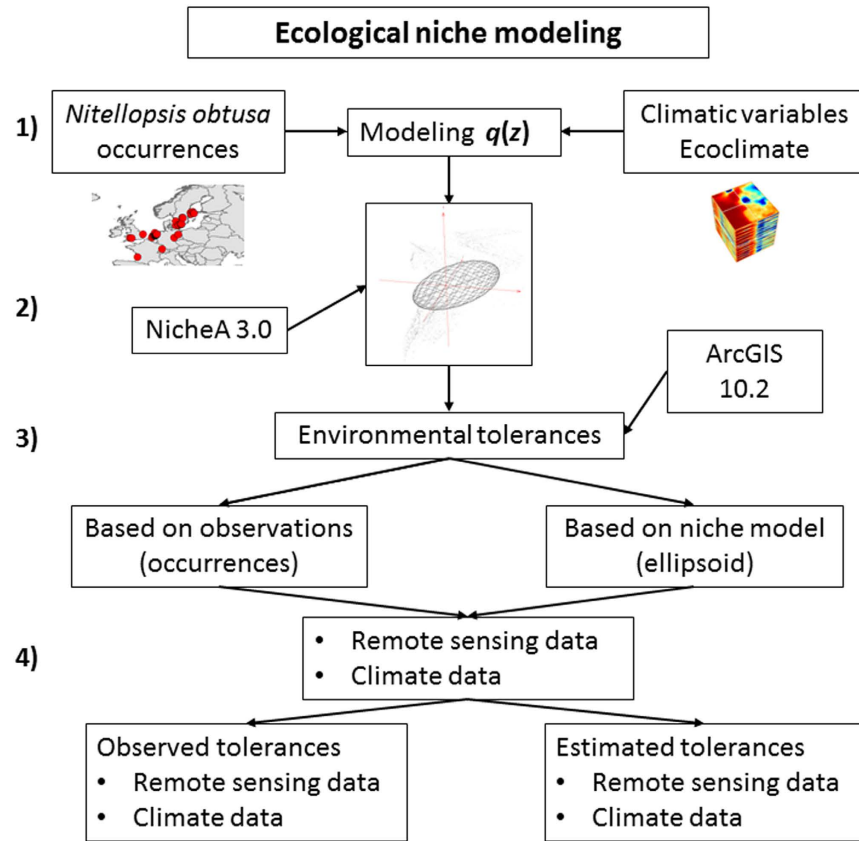 Ecological niche modeling
1)
Nitellopsis obtusa
occurrences
Modeling q(z)
Climatic variables
Ecoclimate
2)
NicheA 3.0
ArcGIS
10.2
3)
Environmental tolerances
Based on observations
(occurrences)
Based on niche model
(ellipsoid)
4)
• Remote sensing data
• Climate data
Observed tolerances
• Remote sensing data
• Climate data
Estimated tolerances
• Remote sensing data
• Climate data